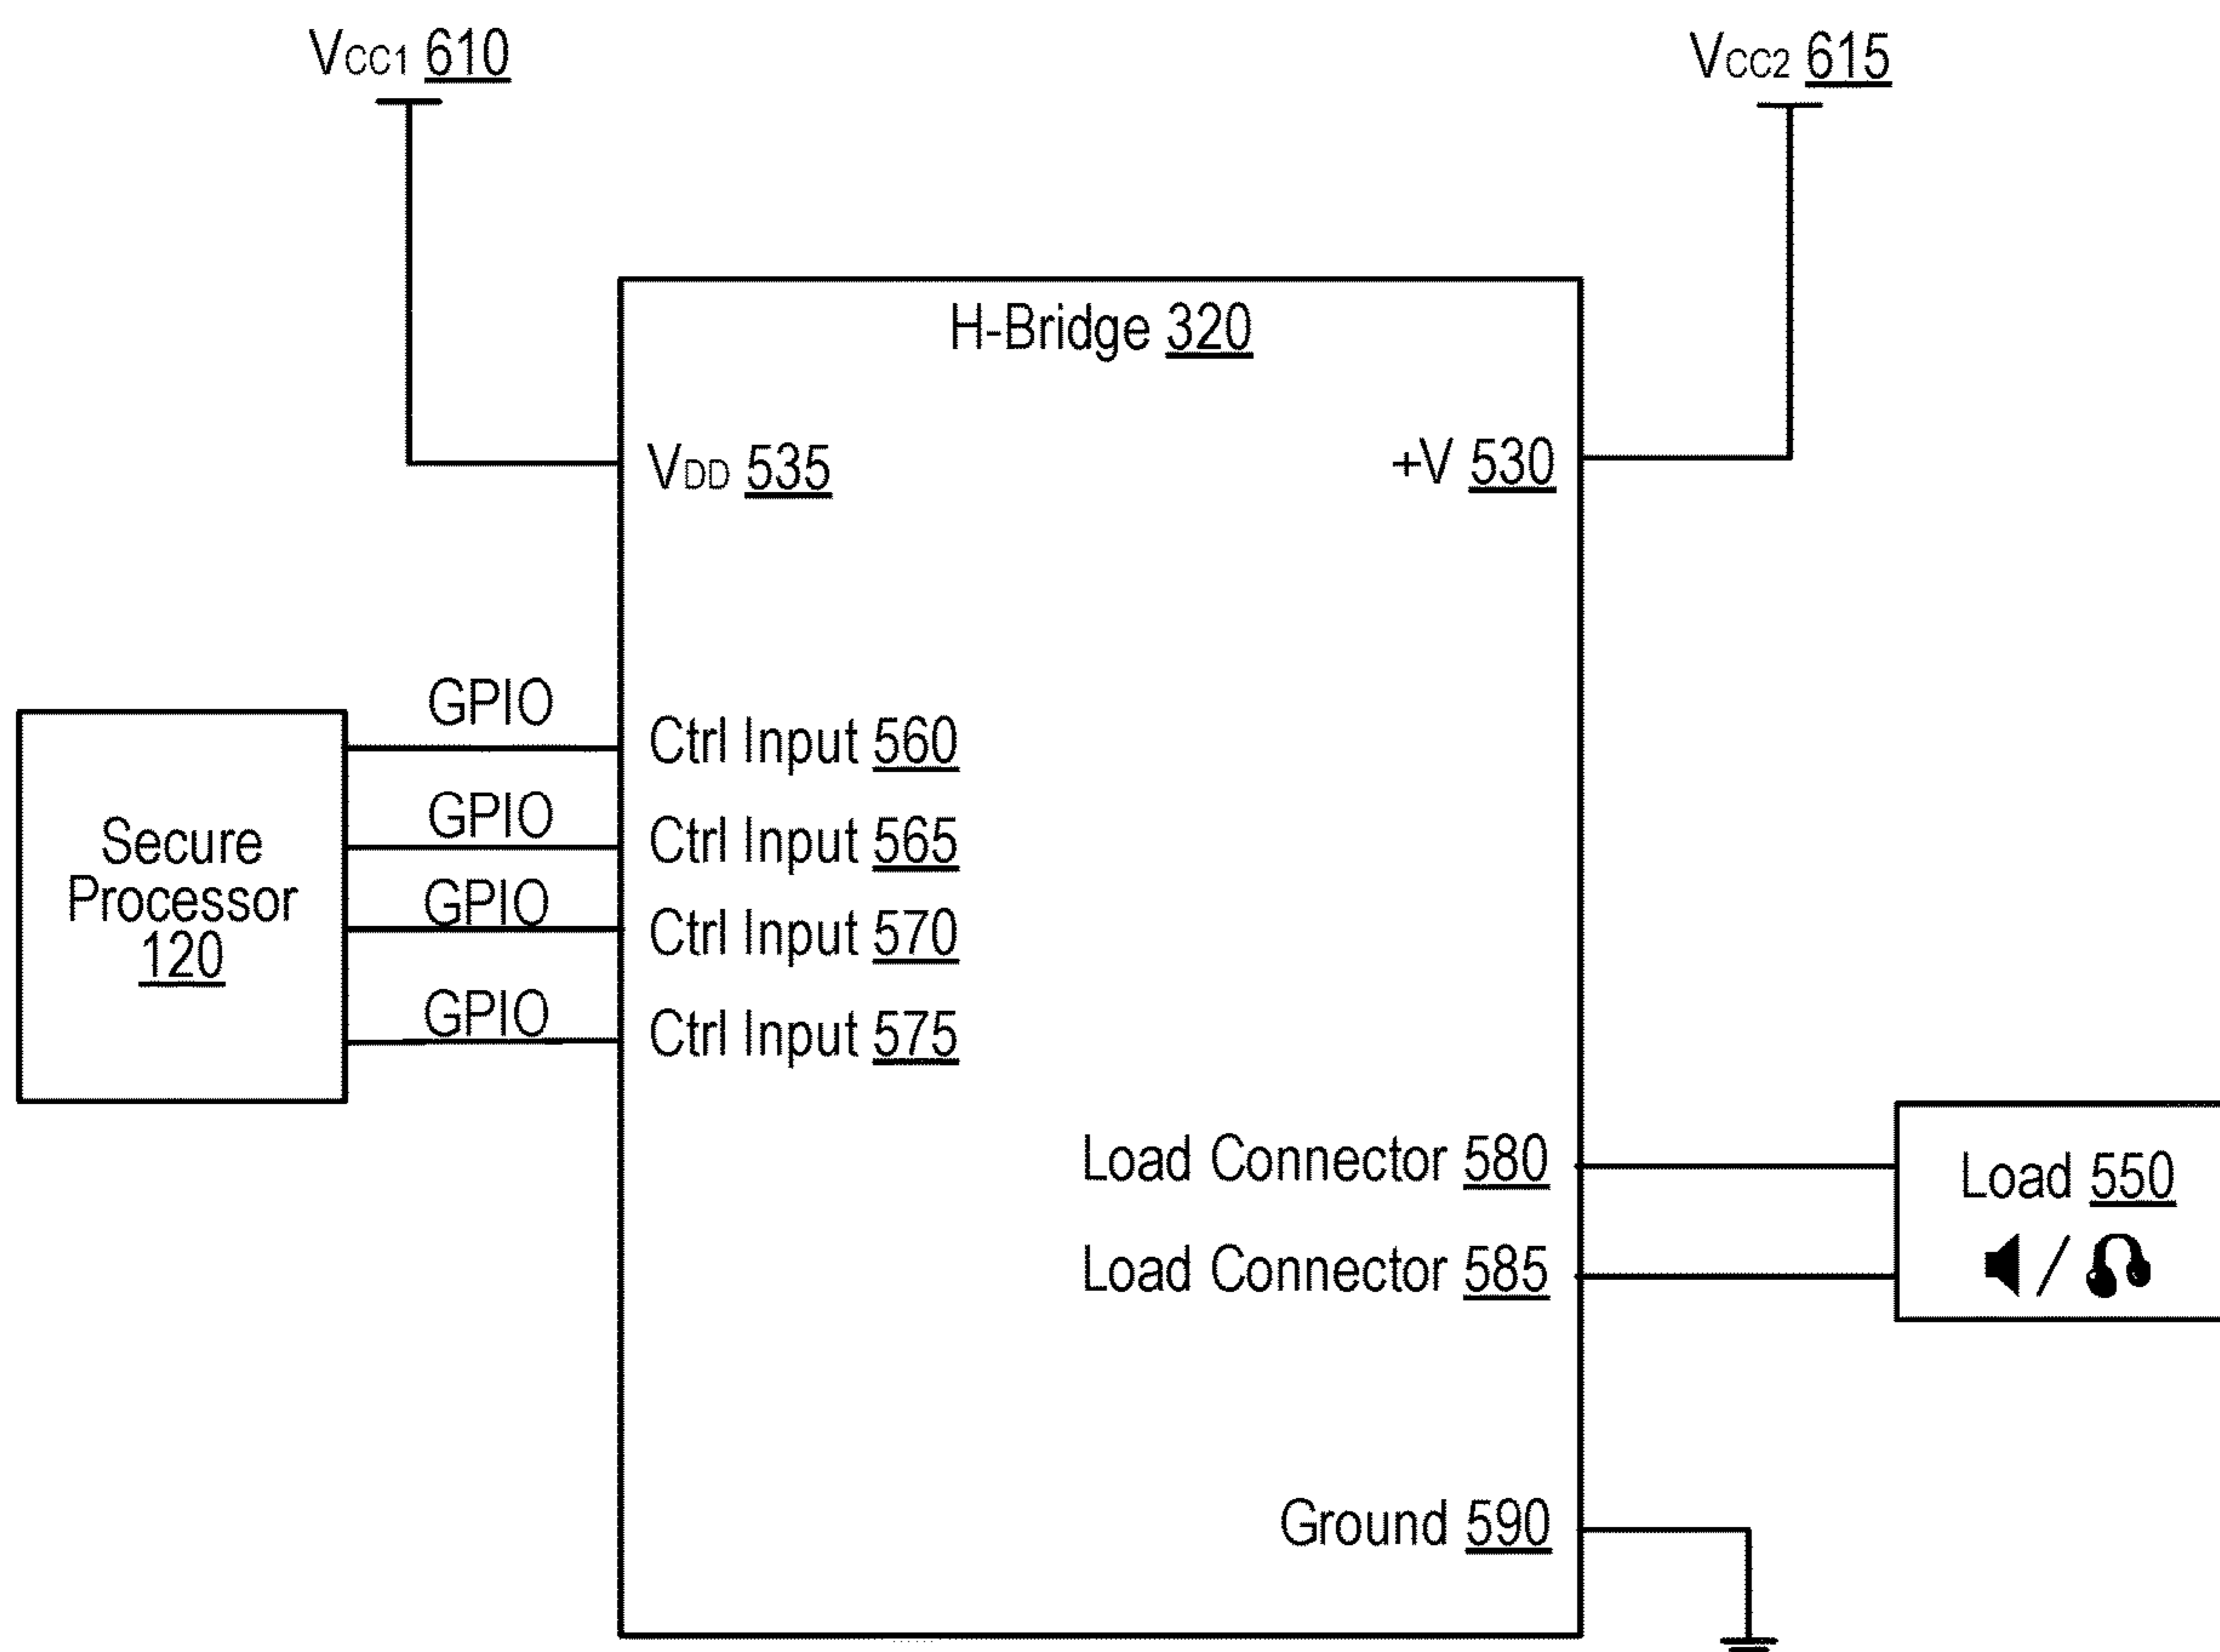 VCC1 610
VCC2 615
H-Bridge 320
VDD 535
+V 530
GPIO
Ctrl Input 560
GPIO
Ctrl Input 565
GPIO
Ctrl Input 570
GPIO
Ctrl Input 575
Secure
Processor
120
Load Connector 580
Load 550
/
Load Connector 585
Ground 590